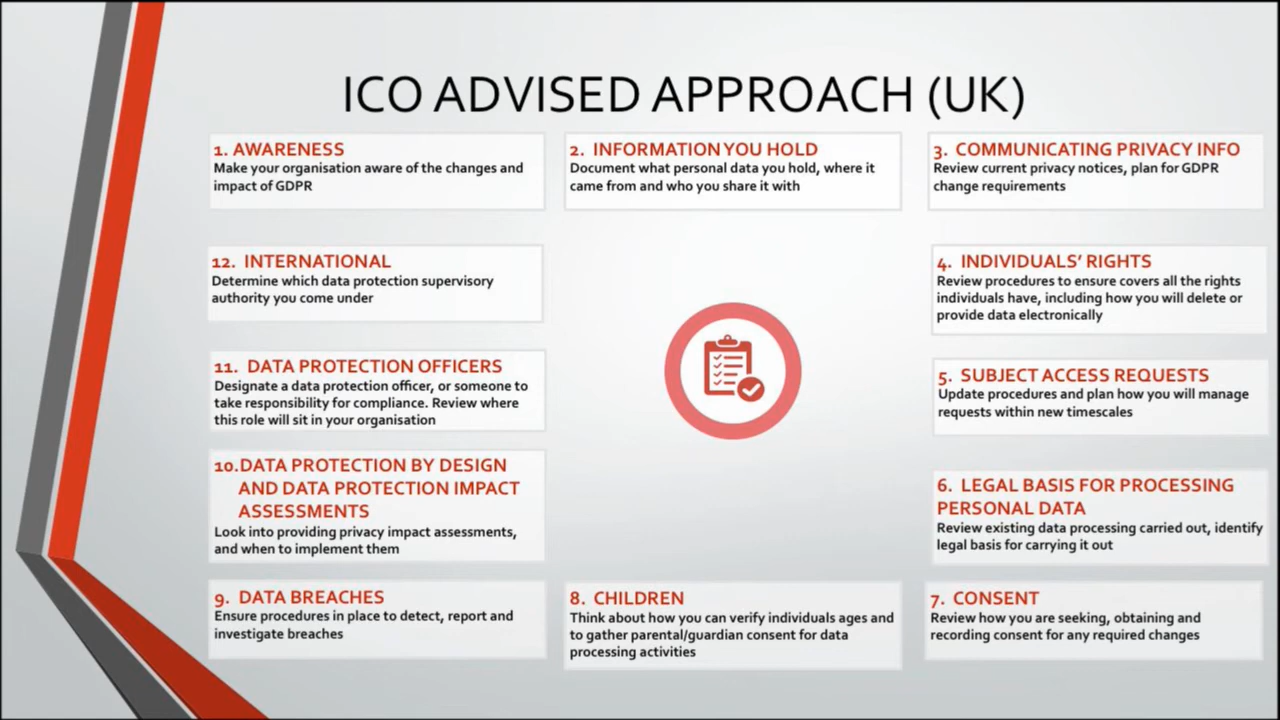 ICO ADVISED APPROACH (UK)
1. AWARENESS
Make your organisation aware of the changes and
impact of GDPR
2. INFORMATION YOU HOLD
Document what personal data you hold, where it
came from and who you share it with
3. COMMUNICATING PRIVACY INFO
Review current privacy notices, plan for GDPR
change requirements
4. INDIVIDUALS’ RIGHTS
Review procedures to ensure covers all the rights
individuals have, including how you will delete or
provide data electronically
5. SUBJECT ACCESS REQUESTS
Update procedures and plan how you will manage
requests within new timescales
6. LEGAL BASIS FOR PROCESSING
PERSONAL DATA
Review existing data processing carried out, identify
legal basis for carrying it out
7. CONSENT
Review how you are seeking, obtaining and
recording consent for any required changes
8. CHILDREN
Think about how you can verify individuals ages and
to gather parental/guardian consent for data
processing activities
9. DATA BREACHES
Ensure procedures in place to detect, report and
investigate breaches
10.DATA PROTECTION BY DESIGN
AND DATA PROTECTION IMPACT
ASSESSMENTS
Look into providing privacy impact assessments,
and when to implement them
11. DATA PROTECTION OFFICERS
Designate a data protection officer, or someone to
take responsibility for compliance. Review where
this role will sit in your organisation
12. INTERNATIONAL
Determine which data protection supervisory
authority you come under